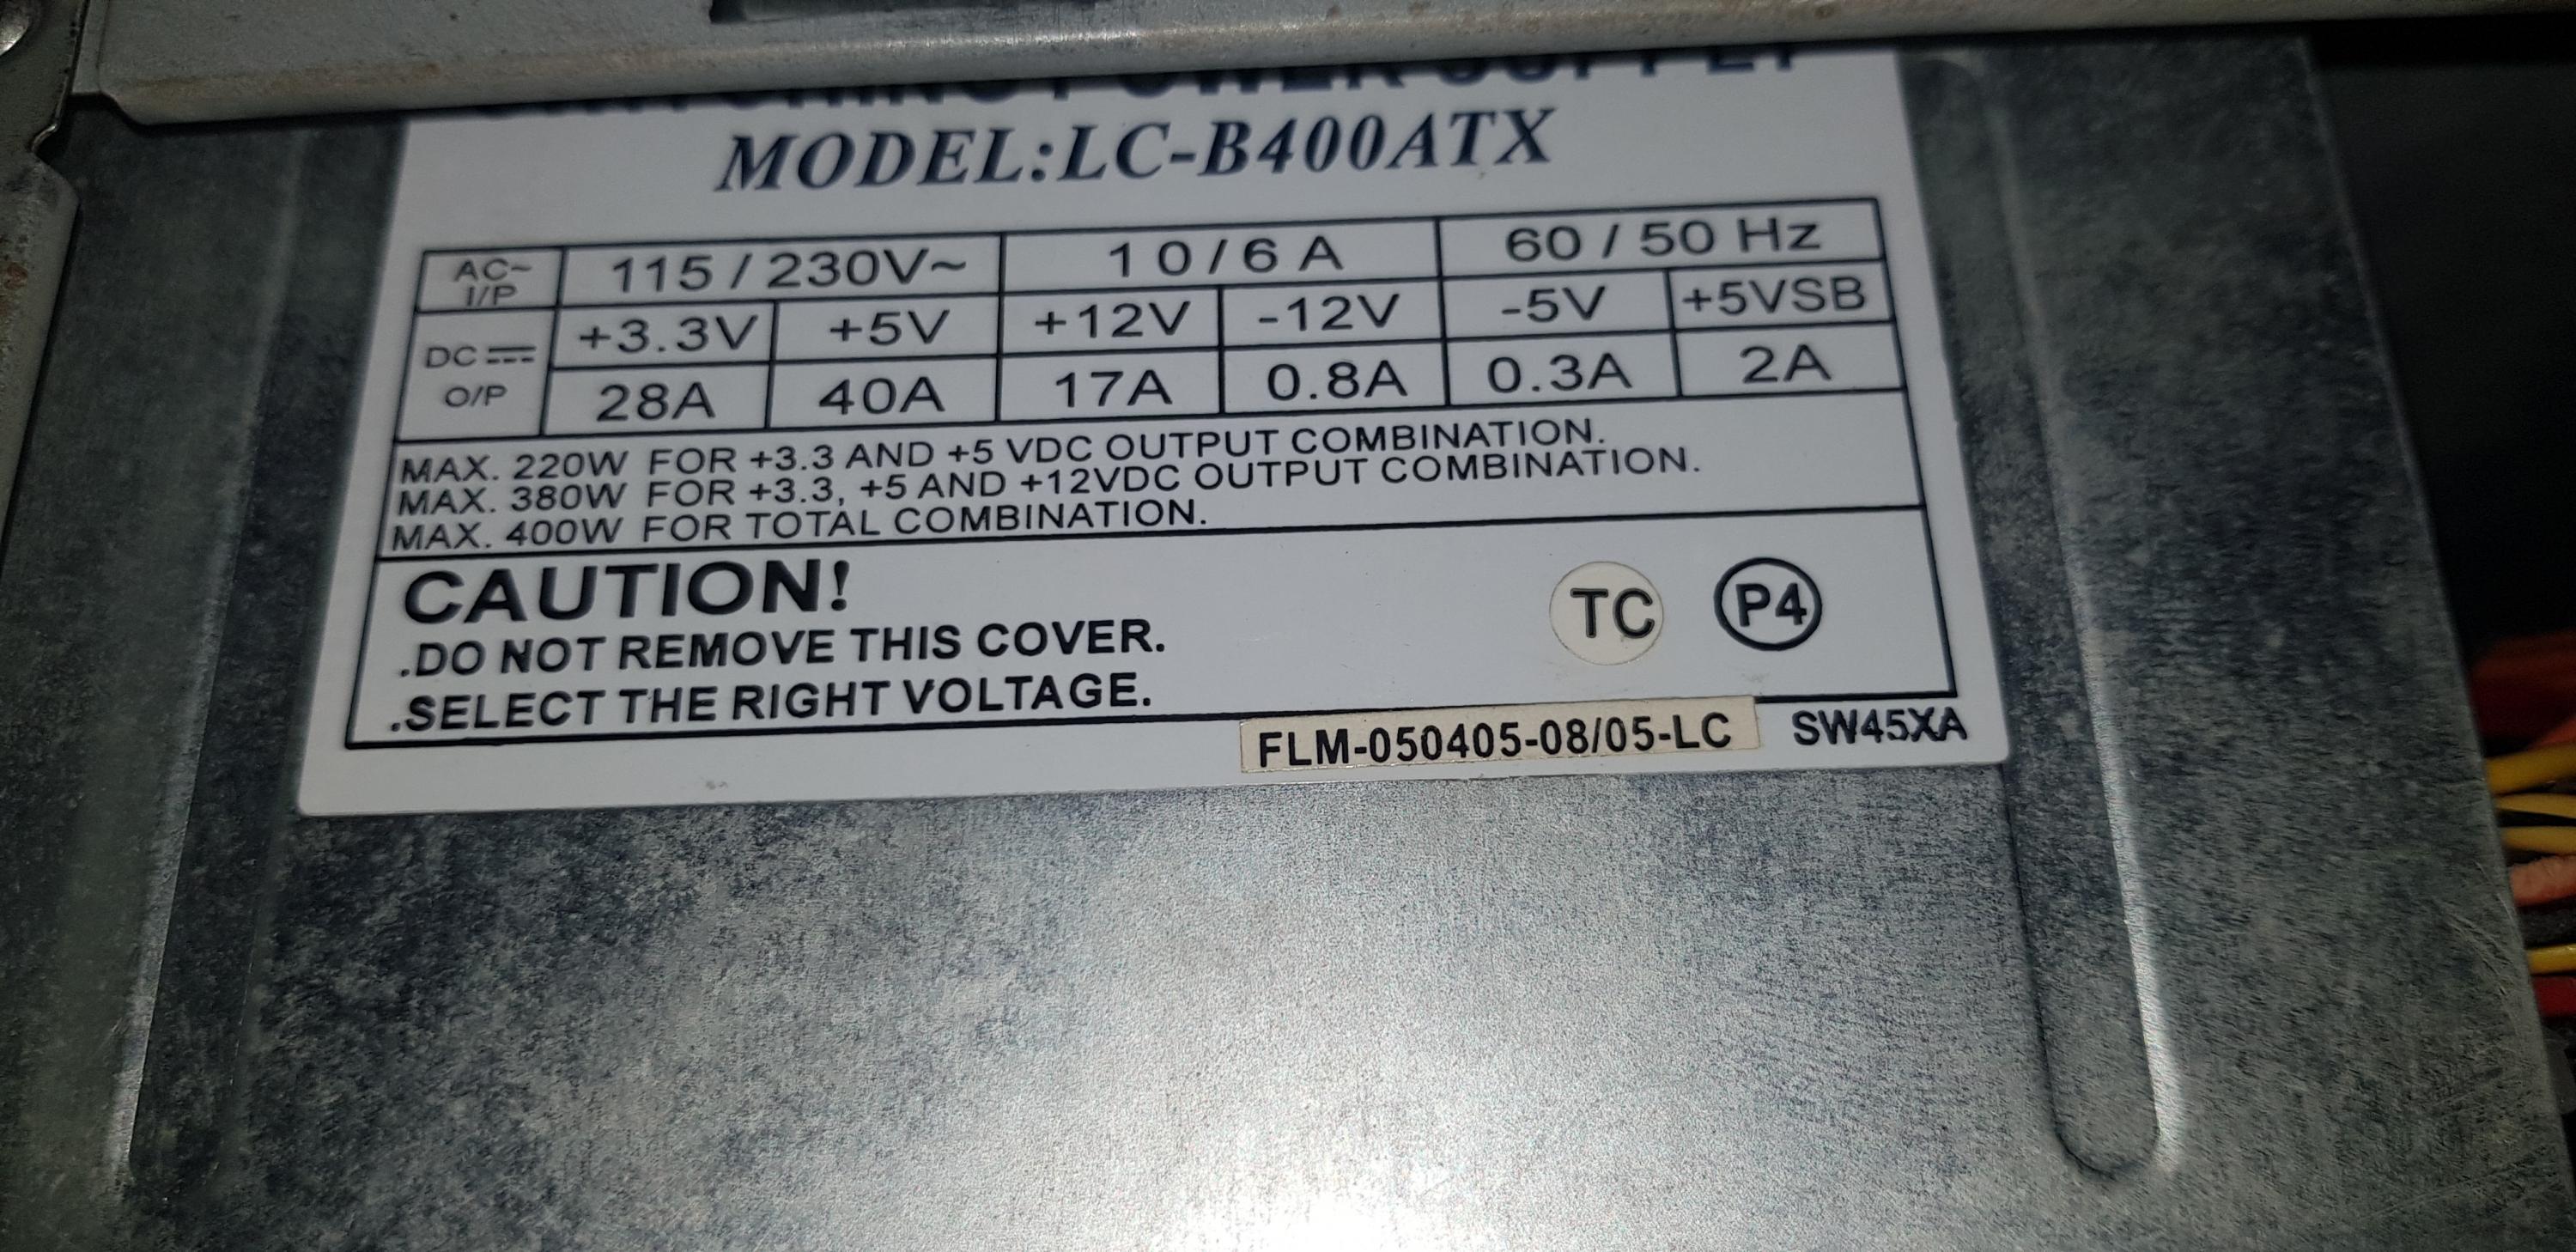 SWITCHING POWER SUPPLY
MODEL:LC-B400ATX
AC~ I/P 115/230V~ 10/6 A 60/50 Hz
DC O/P +3.3V +5V +12V -12V -5V +5VSB
28A 40A 17A 0.8A 0.3A 2A
MAX. 220W FOR +3.3 AND +5 VDC OUTPUT COMBINATION.
MAX. 380W FOR +3.3, +5 AND +12VDC OUTPUT COMBINATION.
MAX. 400W FOR TOTAL COMBINATION.
CAUTION!
.DO NOT REMOVE THIS COVER.
.SELECT THE RIGHT VOLTAGE.
TC P4
FLM-050405-08/05-LC SW45XA